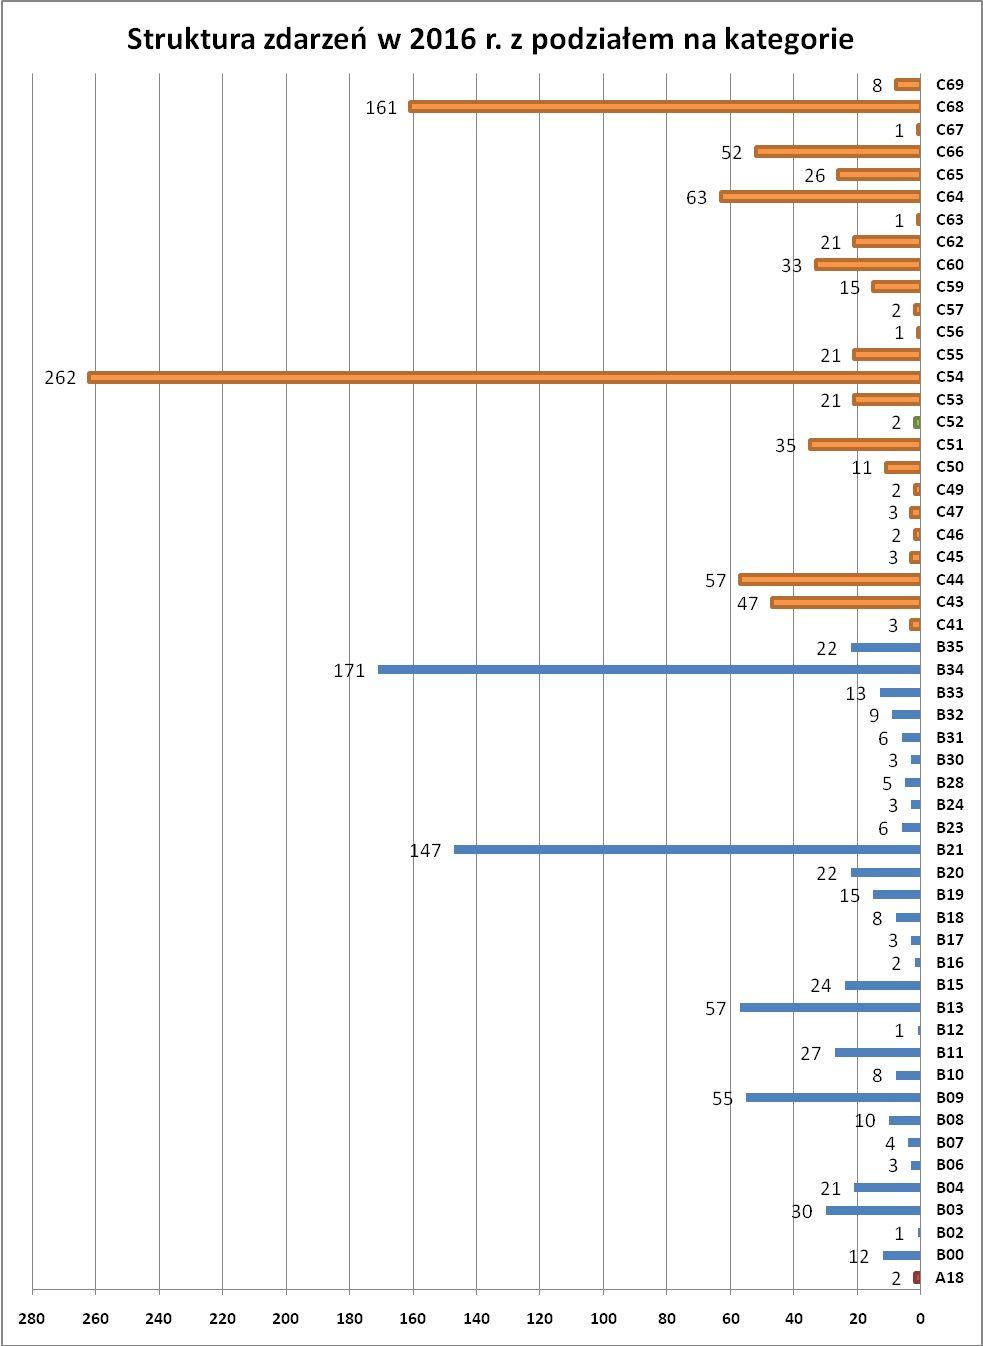 Struktura zdarzeń w 2016 r. z podziałem na kategorie
8 C69
161 C68
1 C67
52 C66
26 C65
63 C64
1 C63
21 C62
33 C60
15 C59
2 C57
1 C56
21 C55
262 C54
21 C53
2 C52
35 C51
11 C50
2 C49
3 C47
2 C46
3 C45
57 C44
47 C43
3 C41
22 B35
171 B34
13 B33
9 B32
6 B31
3 B30
5 B28
3 B24
6 B23
147 B21
22 B20
15 B19
8 B18
3 B17
2 B16
24 B15
57 B13
1 B12
27 B11
8 B10
55 B09
10 B08
4 B07
3 B06
21 B04
30 B03
1 B02
12 B00
2 A18
280 260 240 220 200 180 160 140 120 100 80 60 40 20 0